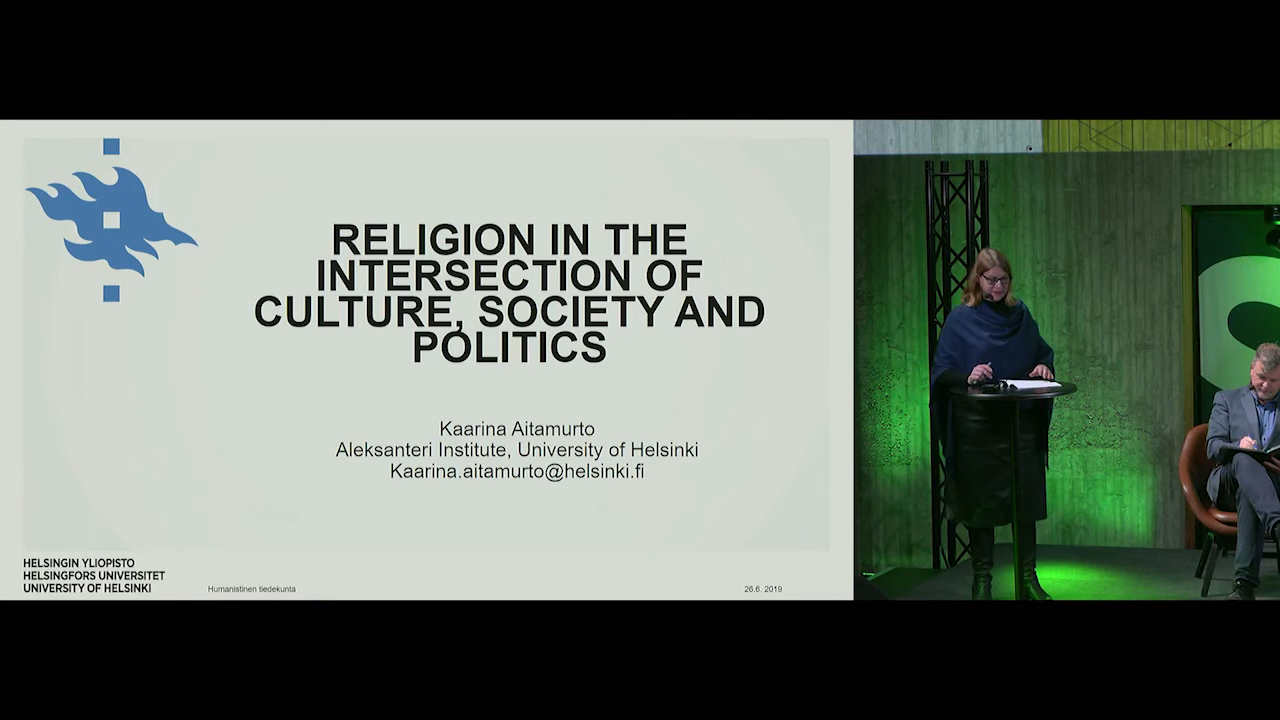 RELIGION IN THE
INTERSECTION OF
CULTURE, SOCIETY AND
POLITICS
Kaarina Aitamurto
Aleksanteri Institute, University of Helsinki
Kaarina.aitamurto@helsinki.fi
HELSINGIN YLIOPISTO
HELSINGFORS UNIVERSITET
UNIVERSITY OF HELSINKI
Humanistinen tiedekunta
26.6. 2019